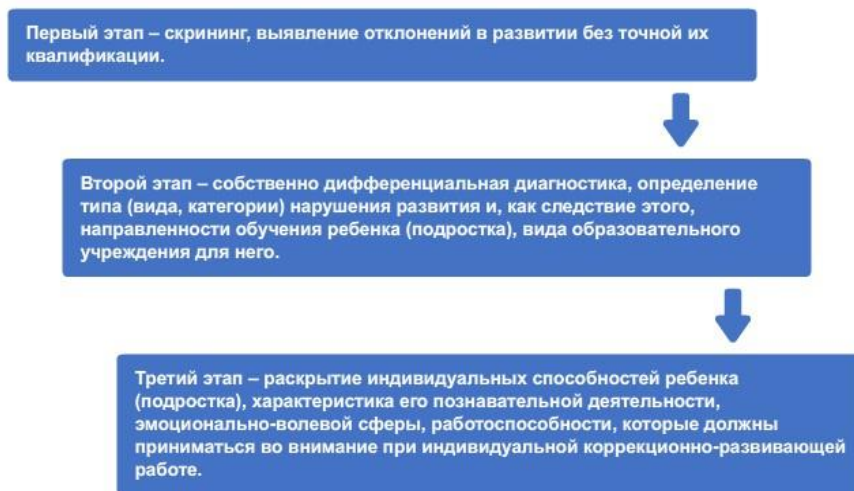 Первый этап – скрининг, выявление отклонений в развитии без точной их
квалификации.
Второй этап – собственно дифференциальная диагностика, определение
типа (вида, категории) нарушения развития и, как следствие этого,
направленности обучения ребенка (подростка), вида образовательного
учреждения для него.
Третий этап – раскрытие индивидуальных способностей ребенка
(подростка), характеристика его познавательной деятельности,
эмоционально-волевой сферы, работоспособности, которые должны
приниматься во внимание при индивидуальной коррекционно-развивающей
работе.